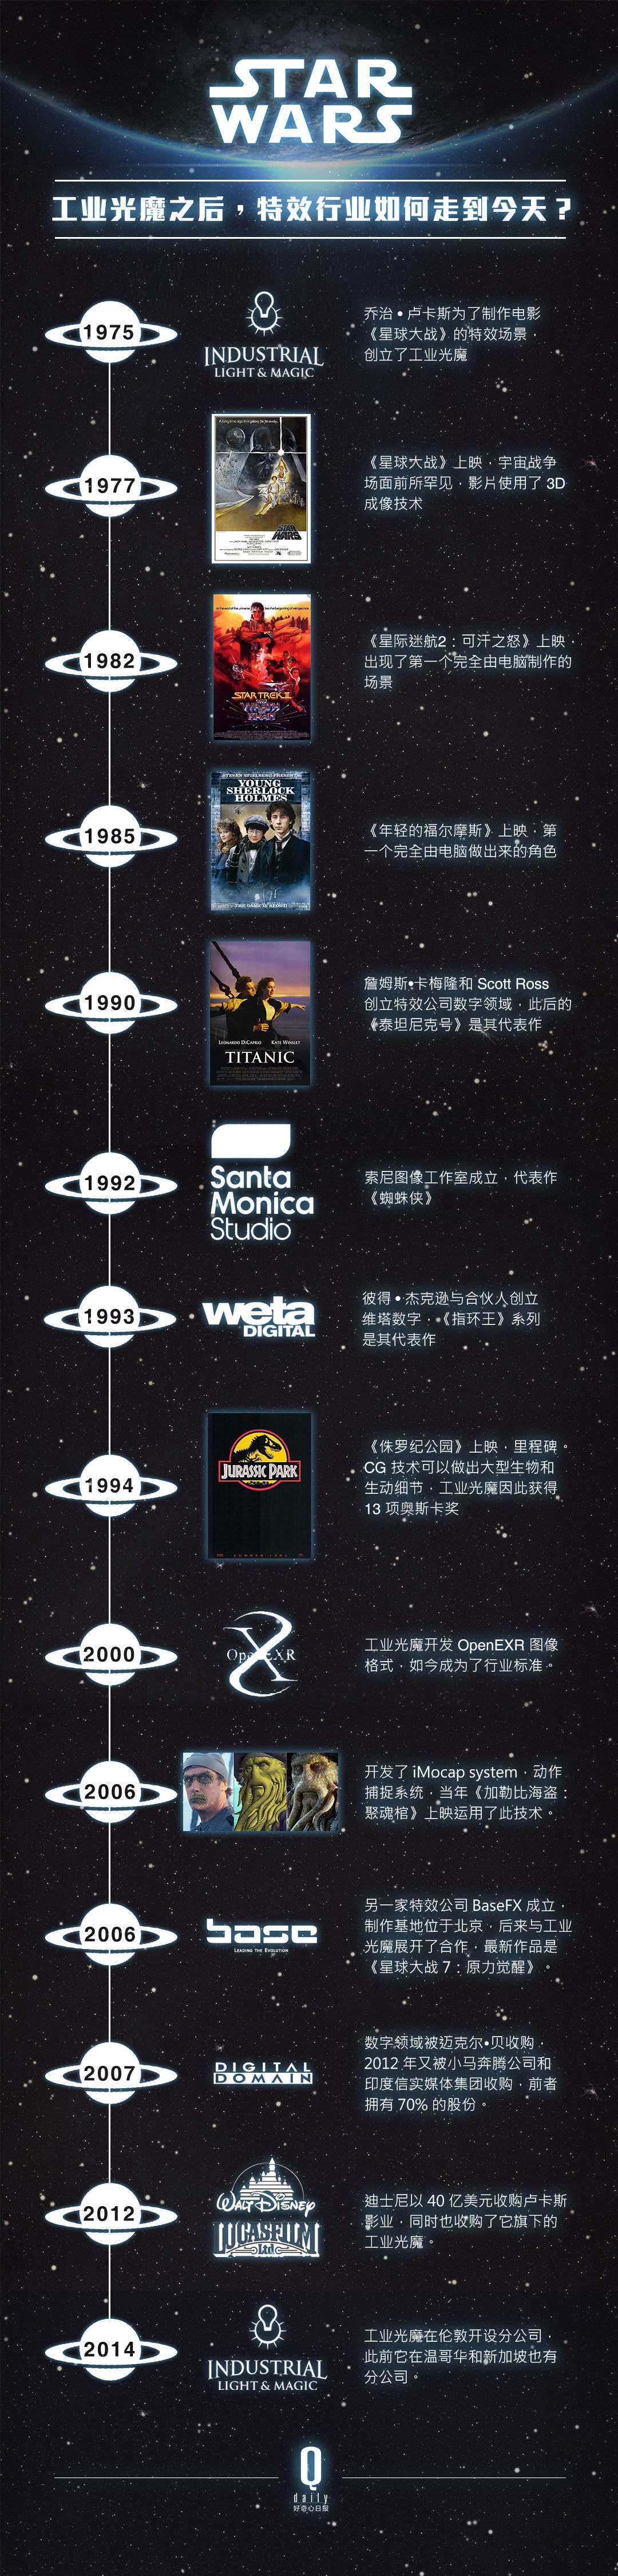 STAR
WARS
工业光魔之后，特效行业如何走到今天？
1975
INDUSTRIAL
LIGHT & MAGIC
乔治•卢卡斯为了制作电影
《星球大战》的特效场景，
创立了工业光魔
1977
STAR
WARS
《星球大战》上映，宇宙战争
场面前所罕见，影片使用了 3D
成像技术
1982
STAR TREK II
THE WRATH
OF KHAN
《星际迷航2：可汗之怒》上映，
出现了第一个完全由电脑制作的
场景
1985
STEVEN SPIELBERG PRESENTS
YOUNG
SHERLOCK
HOLMES
《年轻的福尔摩斯》上映，第
一个完全由电脑做出来的角色
1990
LEONARDO DICAPRIO KATE WINSLET
TITANIC
詹姆斯•卡梅隆和 Scott Ross
创立特效公司数字领域，此后的
《泰坦尼克号》是其代表作
1992
Santa
Monica
Studio
索尼图像工作室成立，代表作
《蜘蛛侠》
1993
weta
DIGITAL
彼得•杰克逊与合伙人创立
维塔数字，《指环王》系列
是其代表作
1994
JURASSIC PARK
《侏罗纪公园》上映，里程碑。
CG 技术可以做出大型生物和
生动细节，工业光魔因此获得
13 项奥斯卡奖
2000
OpenEXR
工业光魔开发 OpenEXR 图像
格式，如今成为了行业标准。
2006
开发了 iMocap system，动作
捕捉系统，当年《加勒比海盗：
聚魂棺》上映运用了此技术。
2006
base
LEADING THE EVOLUTION
另一家特效公司 BaseFX 成立，
制作基地位于北京，后来与工业
光魔展开了合作，最新作品是
《星球大战 7：原力觉醒》。
2007
DIGITAL
DOMAIN
数字领域被迈克尔•贝收购，
2012 年又被小马奔腾公司和
印度信实媒体集团收购，前者
拥有 70% 的股份。
2012
WALT DISNEY
LUCASFILM
Ltd
迪士尼以 40 亿美元收购卢卡斯
影业，同时也收购了它旗下的
工业光魔。
2014
INDUSTRIAL
LIGHT & MAGIC
工业光魔在伦敦开设分公司，
此前它在温哥华和新加坡也有
分公司。
Q
daily
好奇心日报